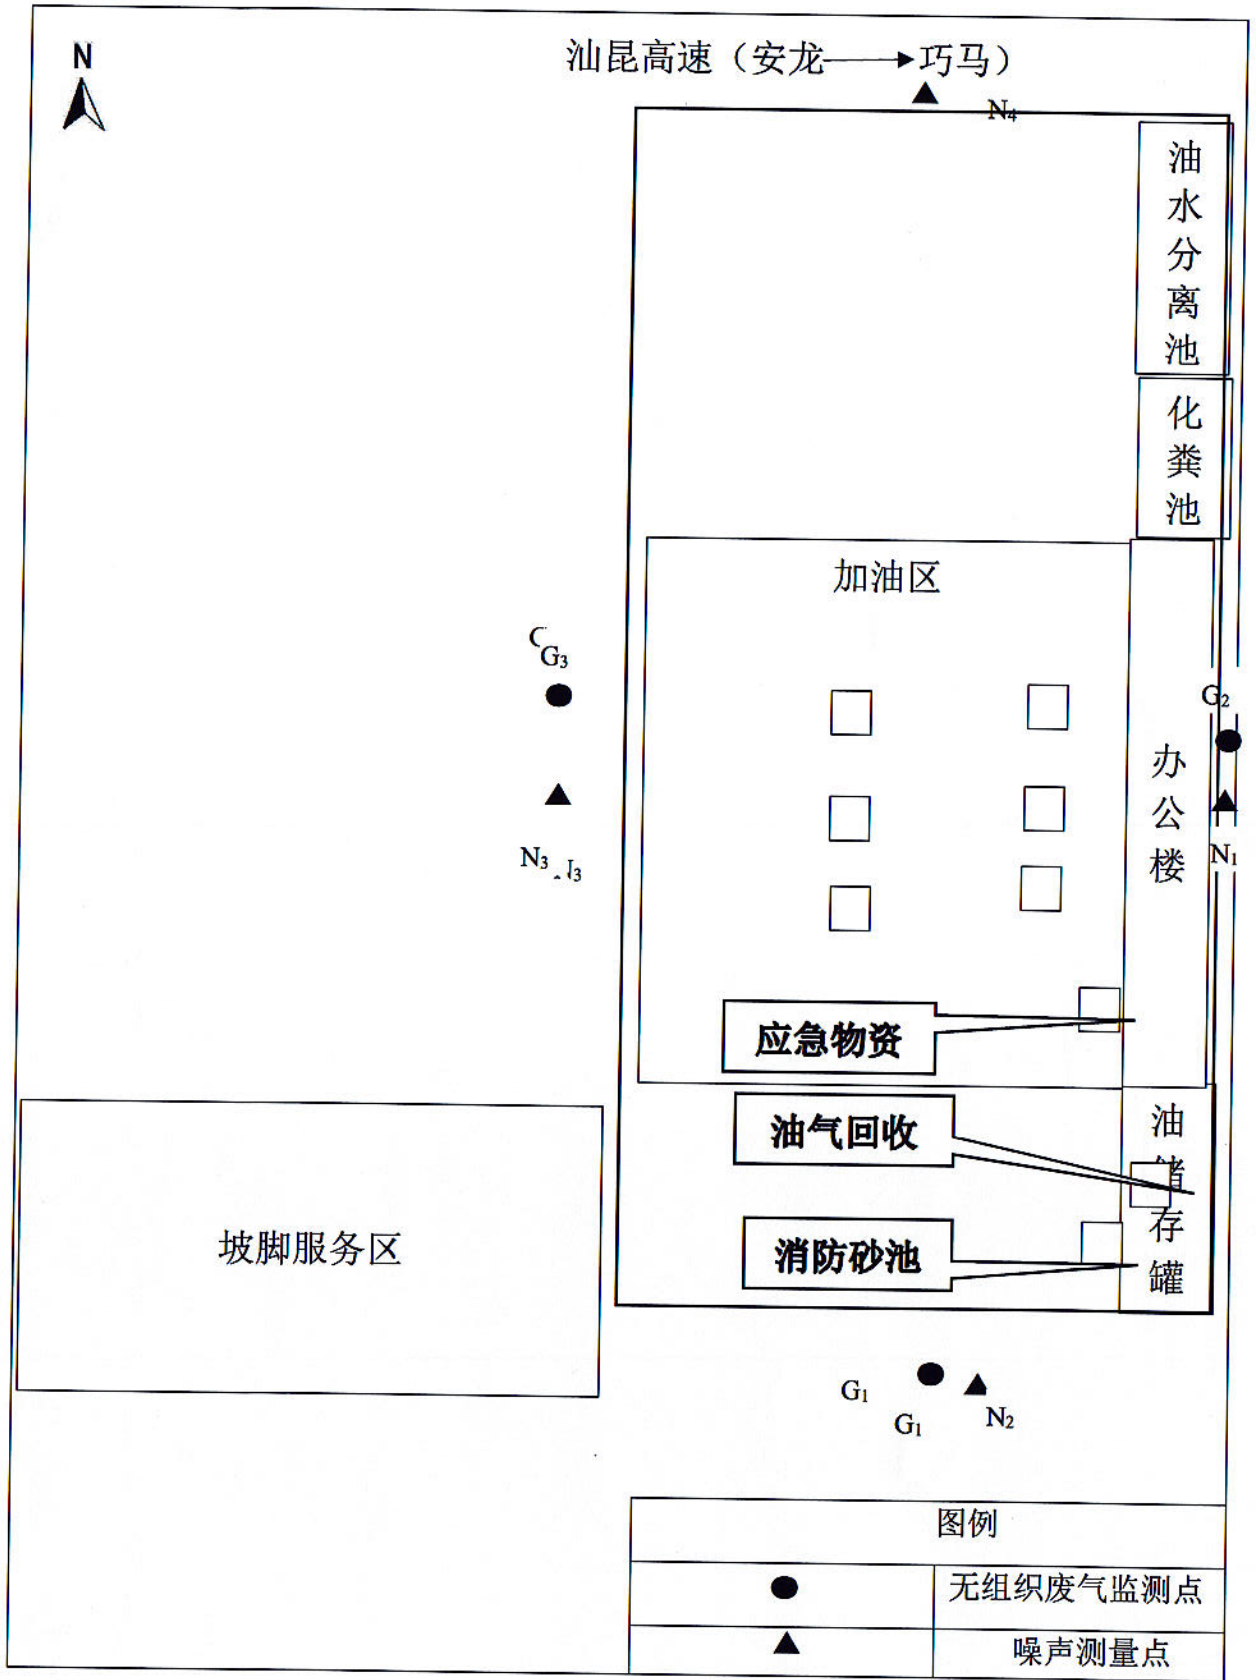 N
汕昆高速（安龙→巧马）
N₄
油水分离池
化粪池
加油区
G₃
G₂
办公楼
N₃
N₃
N₁
应急物资
油气回收
油储存罐
消防砂池
坡脚服务区
G₁
G₁
N₂
图例
无组织废气监测点
噪声测量点